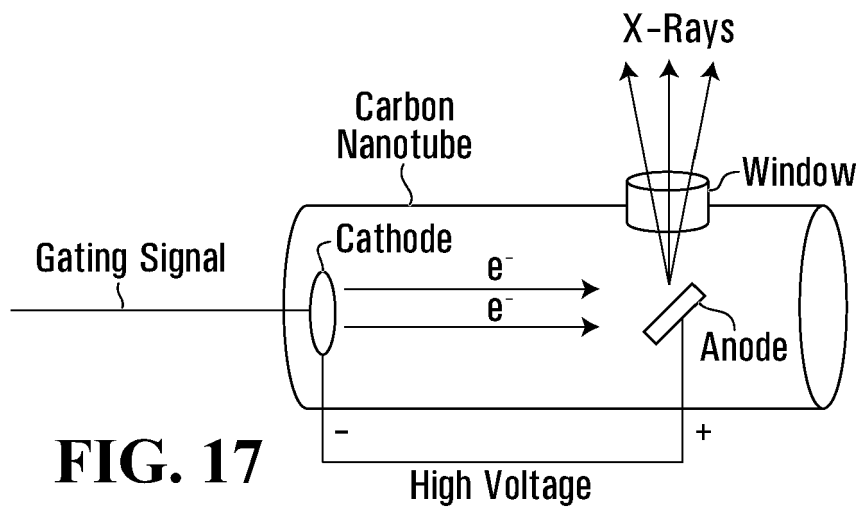 X-Rays
Carbon
Nanotube
Window
Cathode
Gating Signal
e⁻
e⁻
Anode
- +
FIG. 17
High Voltage